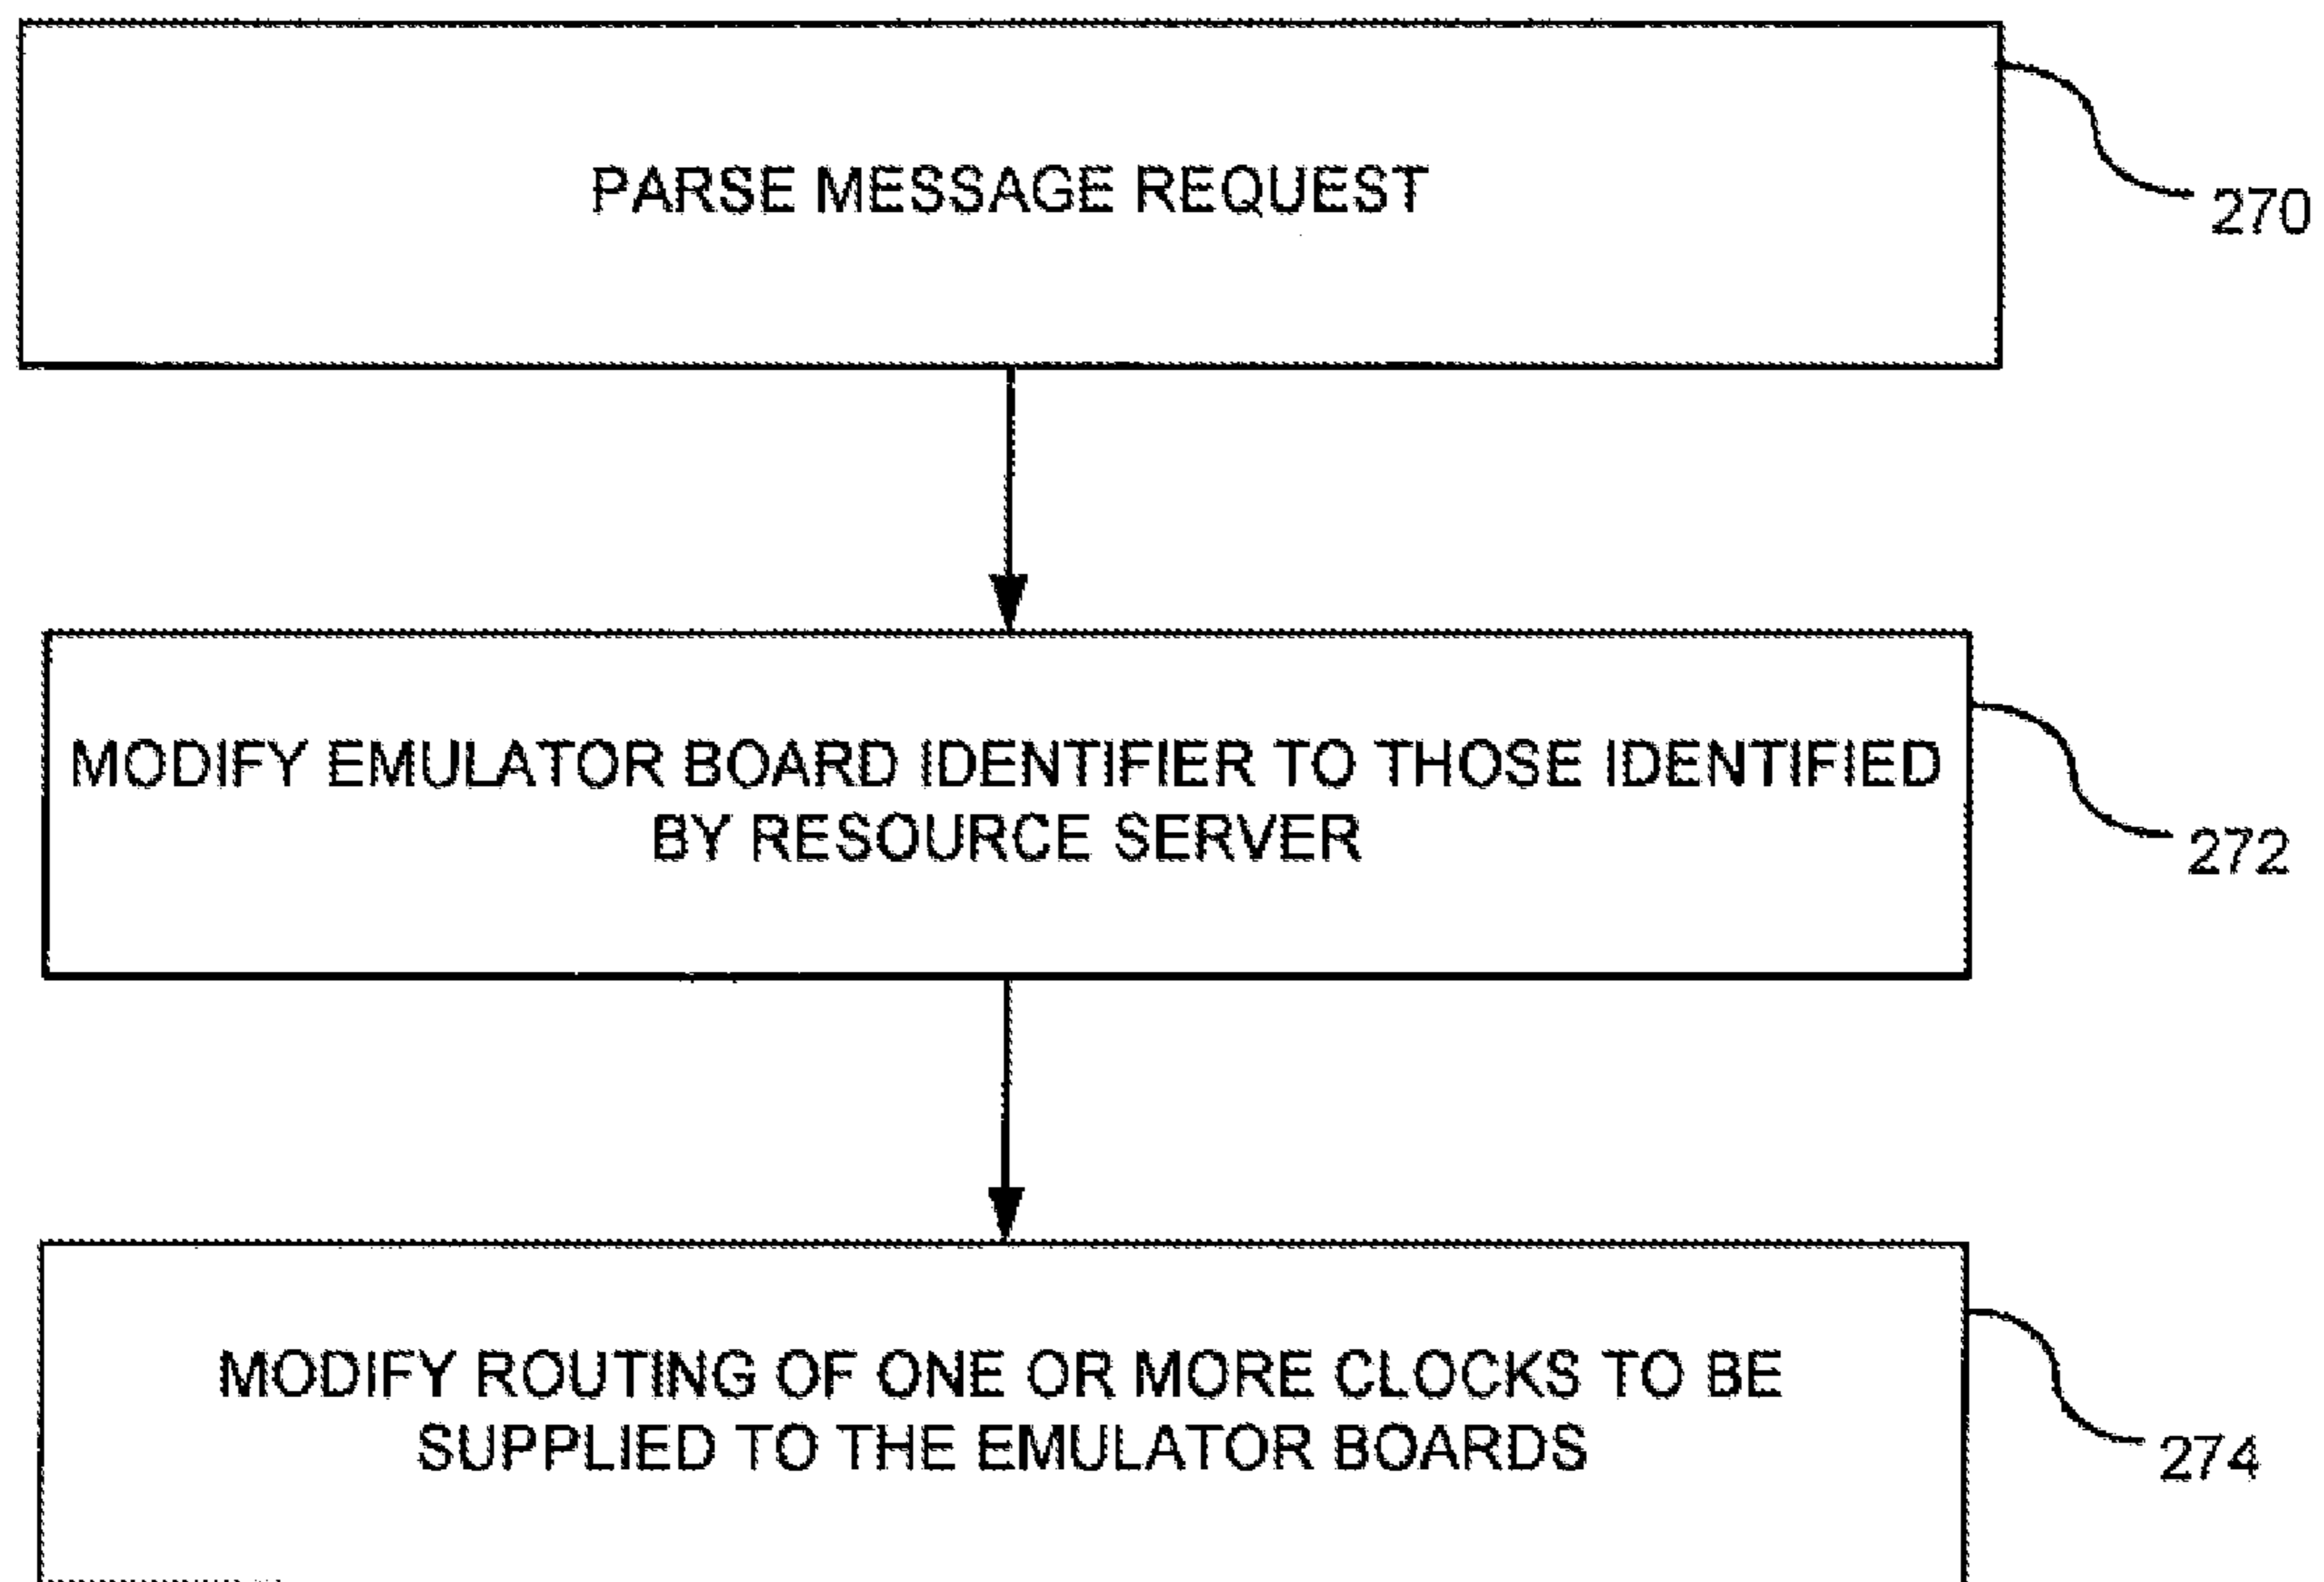 PARSE MESSAGE REQUEST
270
MODIFY EMULATOR BOARD IDENTIFIER TO THOSE IDENTIFIED
BY RESOURCE SERVER
272
MODIFY ROUTING OF ONE OR MORE CLOCKS TO BE
SUPPLIED TO THE EMULATOR BOARDS
274